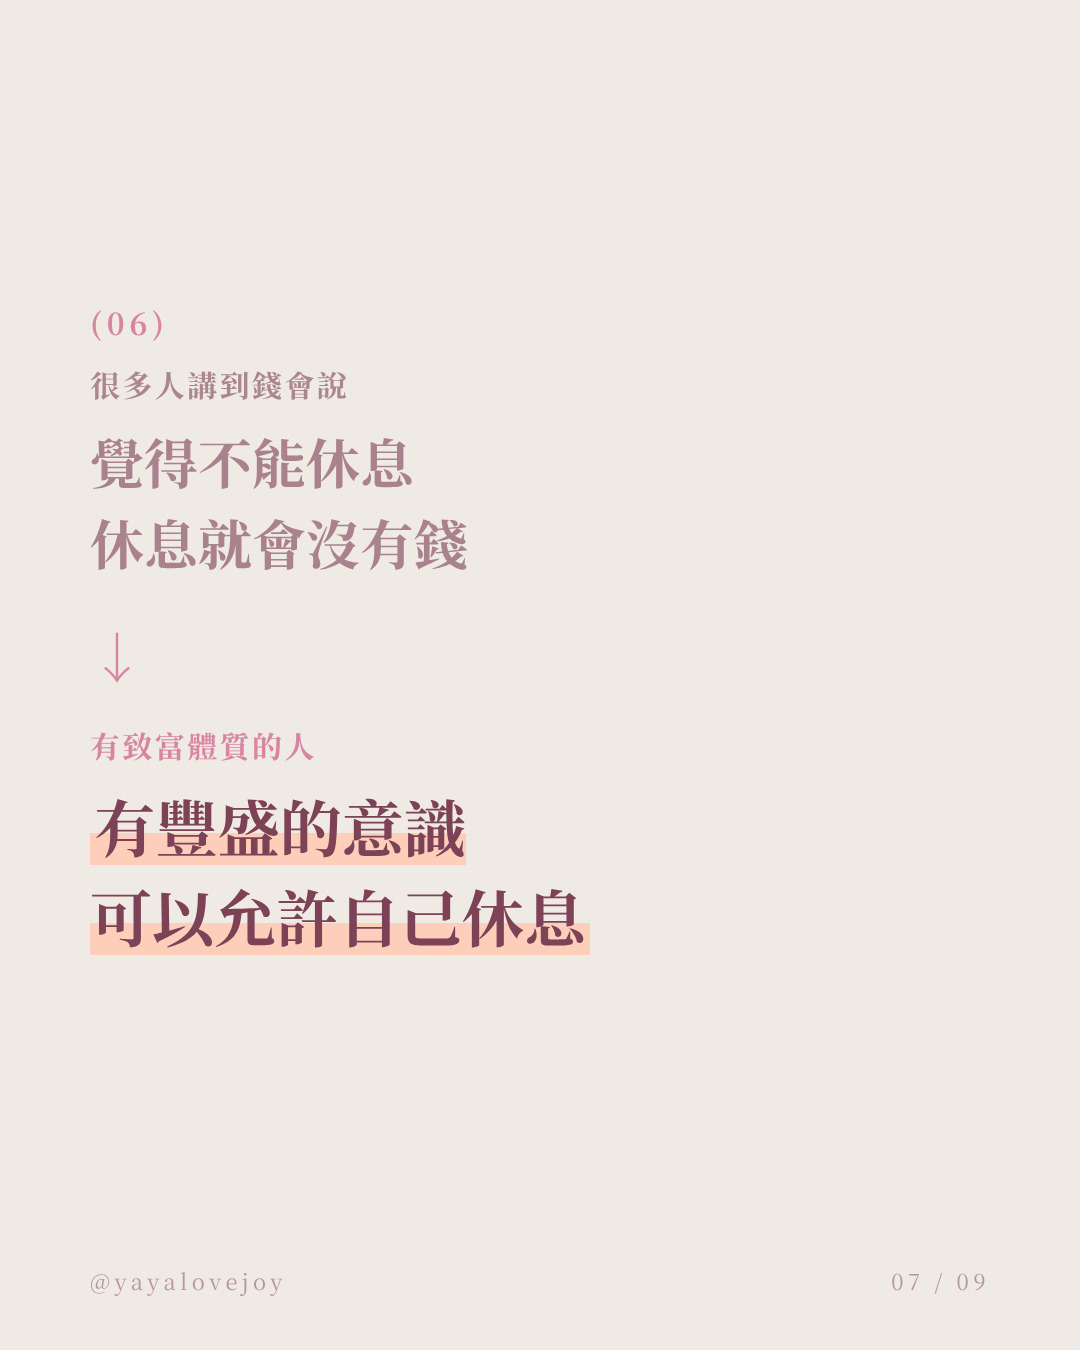 (06)
很多人講到錢會說
覺得不能休息
休息就會沒有錢
↓
有致富體質的人
有豐盛的意識
可以允許自己休息
@yayalovejoy
07 / 09